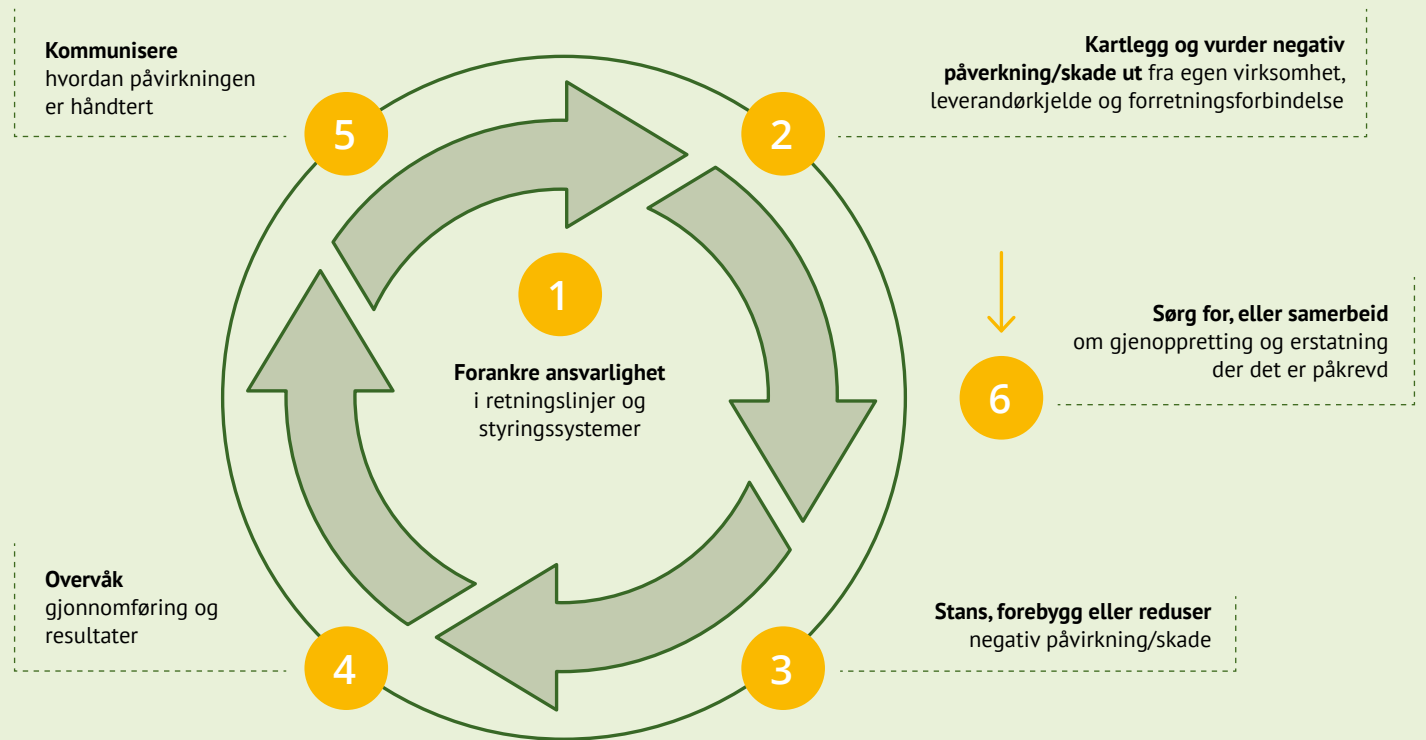 Kommunisere
hvordan påvirkningen
er håndtert
5
2
Kartlegg og vurder negativ
påverkning/skade ut fra egen virksomhet,
leverandørkjelde og forretningsforbindelse
1
Forankre ansvarlighet
i retningslinjer og
styringssystemer
6
Sørg for, eller samerbeid
om gjenoppretting og erstatning
der det er påkrevd
Overvåk
gjonnomføring og
resultater
4
3
Stans, forebygg eller reduser
negativ påvirkning/skade